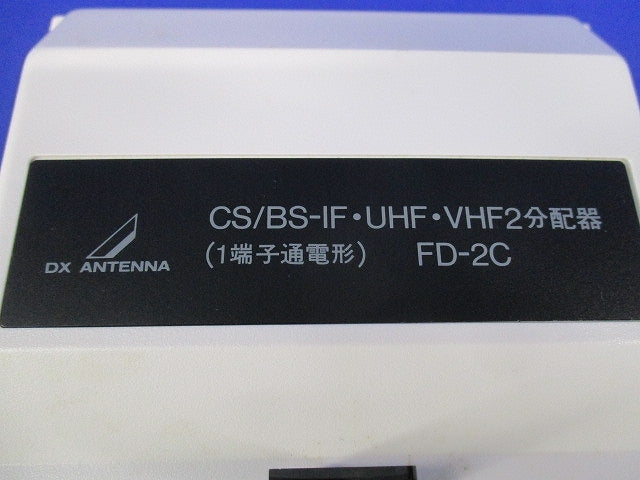 CS/BS-IF・UHF・VHF2分配器
(1端子通電形) FD-2C
DX ANTENNA